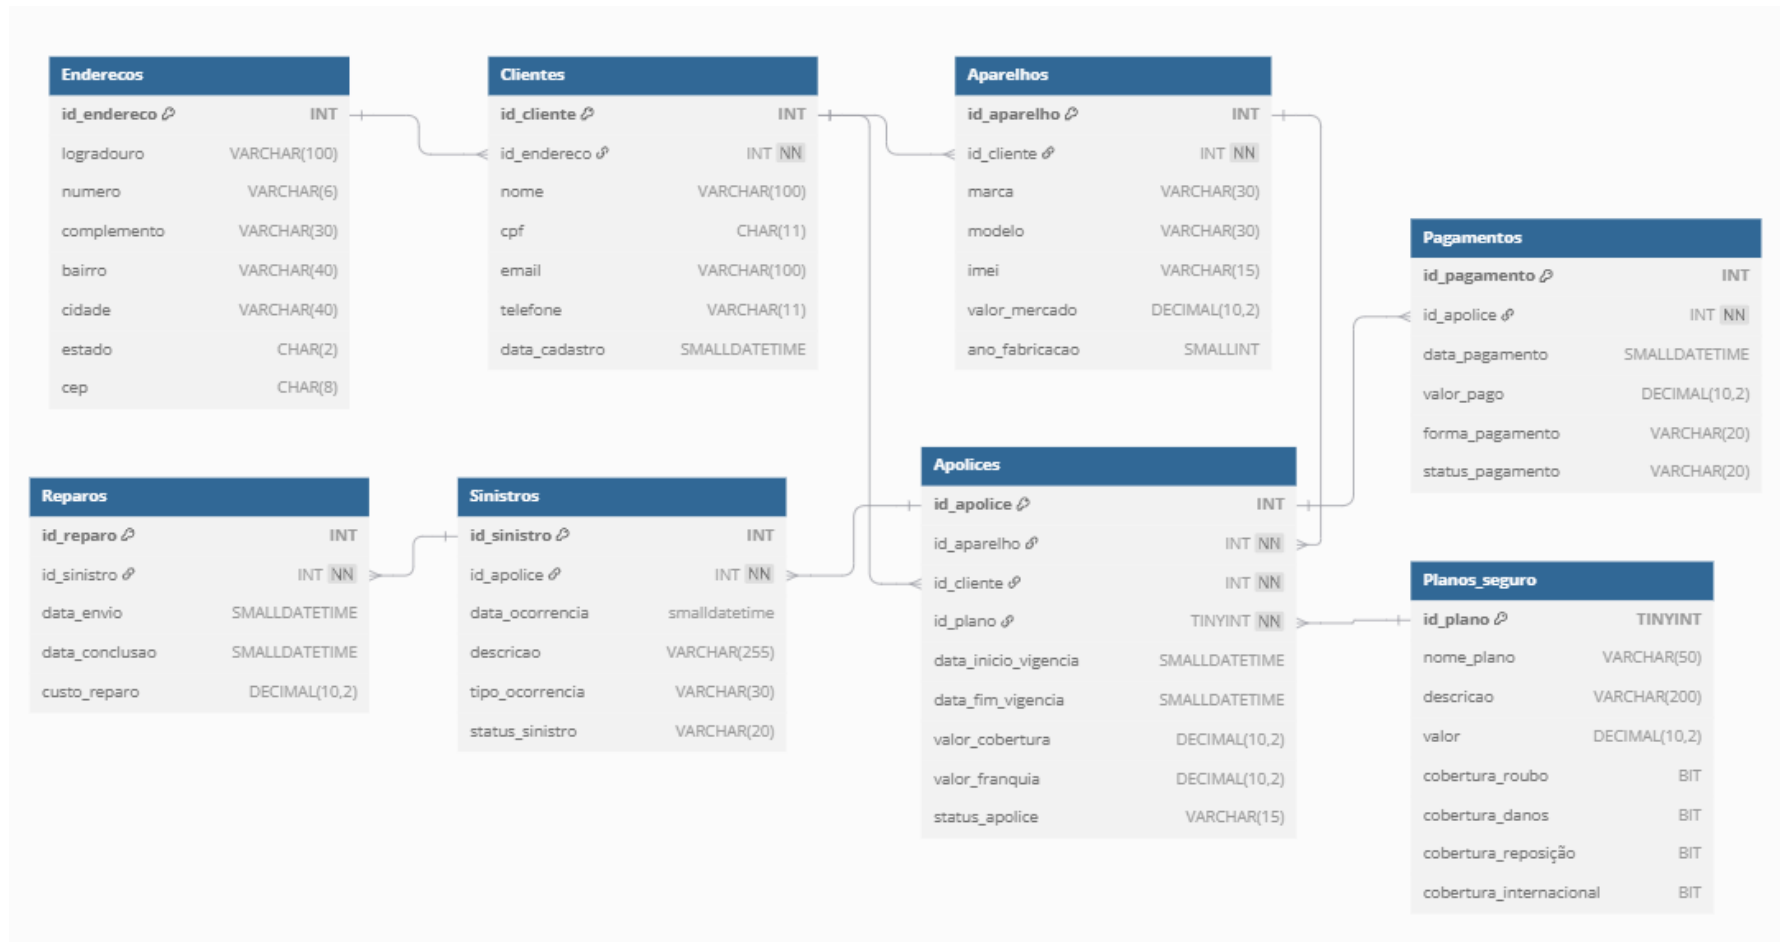 Enderecos
id_endereco INT
logradouro VARCHAR(100)
numero VARCHAR(6)
complemento VARCHAR(30)
bairro VARCHAR(40)
cidade VARCHAR(40)
estado CHAR(2)
cep CHAR(8)
Clientes
id_cliente INT
id_endereco INT NN
nome VARCHAR(100)
cpf CHAR(11)
email VARCHAR(100)
telefone VARCHAR(11)
data_cadastro SMALLDATETIME
Aparelhos
id_aparelho INT
id_cliente INT NN
marca VARCHAR(30)
modelo VARCHAR(30)
imei VARCHAR(15)
valor_mercado DECIMAL(10,2)
ano_fabricacao SMALLINT
Pagamentos
id_pagamento INT
id_apolice INT NN
data_pagamento SMALLDATETIME
valor_pago DECIMAL(10,2)
forma_pagamento VARCHAR(20)
status_pagamento VARCHAR(20)
Reparos
id_reparo INT
id_sinistro INT NN
data_envio SMALLDATETIME
data_conclusao SMALLDATETIME
custo_reparo DECIMAL(10,2)
Sinistros
id_sinistro INT
id_apolice INT NN
data_ocorrencia smalldatetime
descricao VARCHAR(255)
tipo_ocorrencia VARCHAR(30)
status_sinistro VARCHAR(20)
Apolices
id_apolice INT
id_aparelho INT NN
id_cliente INT NN
id_plano TINYINT NN
data_inicio_vigencia SMALLDATETIME
data_fim_vigencia SMALLDATETIME
valor_cobertura DECIMAL(10,2)
valor_franquia DECIMAL(10,2)
status_apolice VARCHAR(15)
Planos_seguro
id_plano TINYINT
nome_plano VARCHAR(50)
descricao VARCHAR(200)
valor DECIMAL(10,2)
cobertura_roubo BIT
cobertura_danos BIT
cobertura_reposição BIT
cobertura_internacional BIT